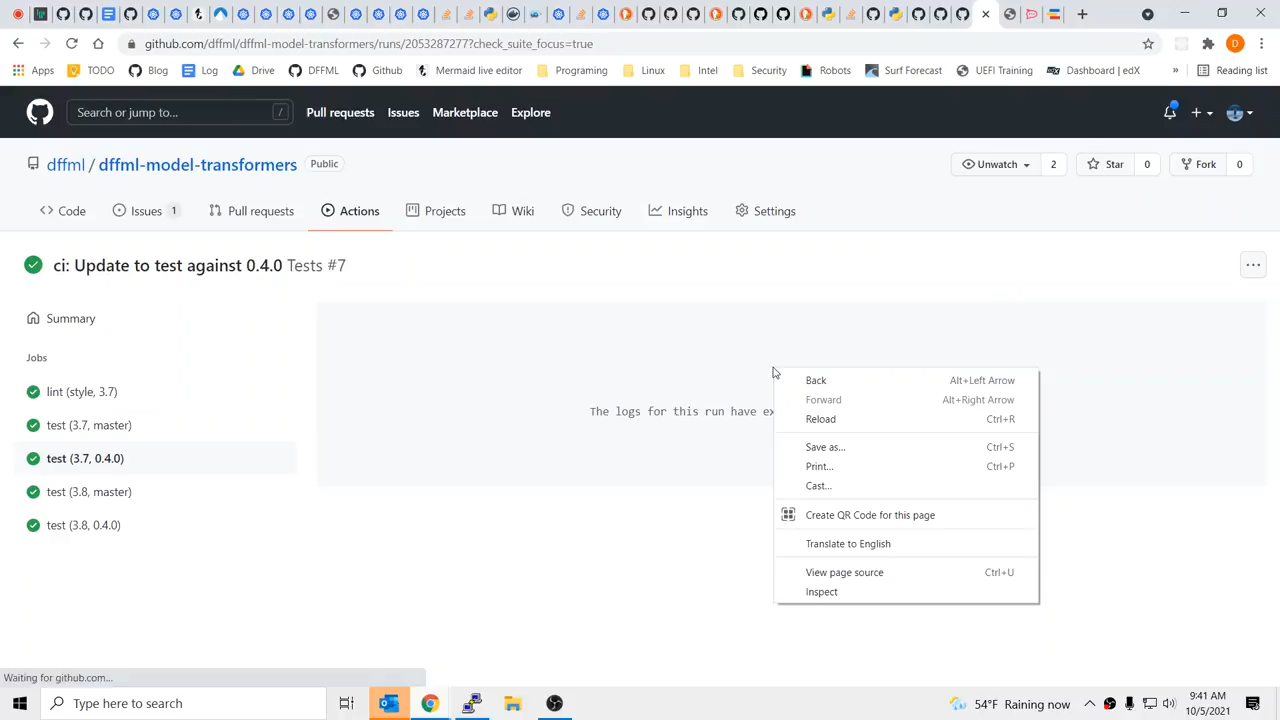 github.com/dffml/dffml-model-transformers/runs/2053287277?check_suite_focus=true
Apps TODO Blog Log Drive DFFML Github Mermaid live editor Programing Linux Intel Security Robots Surf Forecast UEFI Training Dashboard | edX » Reading list
Search or jump to... / Pull requests Issues Marketplace Explore
dffml / dffml-model-transformers Public Unwatch 2 Star 0 Fork 0
Code Issues 1 Pull requests Actions Projects Wiki Security Insights Settings
ci: Update to test against 0.4.0 Tests #7
Summary
Jobs
lint (style, 3.7)
test (3.7, master)
test (3.7, 0.4.0)
test (3.8, master)
test (3.8, 0.4.0)
The logs for this run have ex
Back Alt+Left Arrow
Forward Alt+Right Arrow
Reload Ctrl+R
Save as... Ctrl+S
Print... Ctrl+P
Cast...
Create QR Code for this page
Translate to English
View page source Ctrl+U
Inspect
Waiting for github.com...
Type here to search
54°F Raining now
9:41 AM
10/5/2021